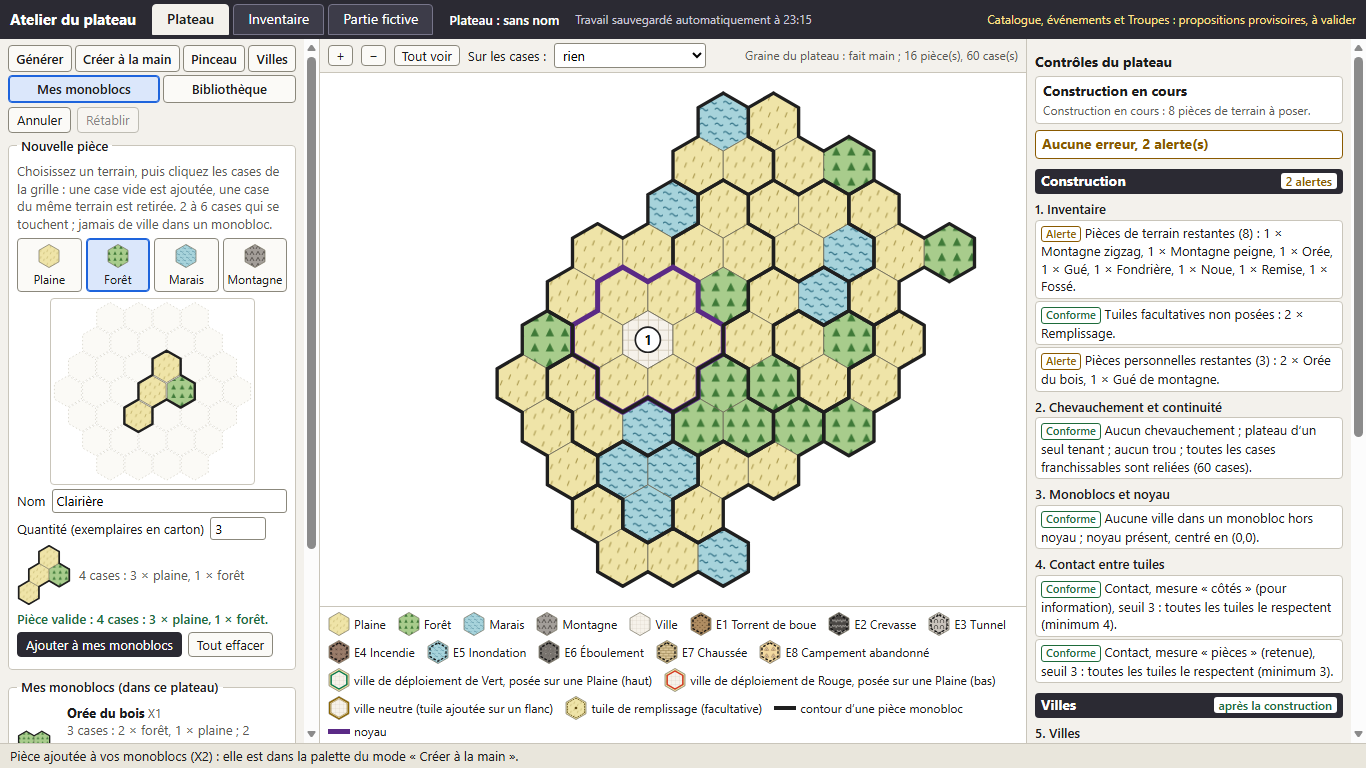 Atelier du plateau
Plateau
Inventaire
Partie fictive
Plateau : sans nom
Travail sauvegardé automatiquement à 23:15
Catalogue, événements et Troupes : propositions provisoires, à valider
Générer
Créer à la main
Pinceau
Villes
Mes monoblocs
Bibliothèque
Annuler
Rétablir
Nouvelle pièce
Choisissez un terrain, puis cliquez les cases de
la grille : une case vide est ajoutée, une case
du même terrain est retirée. 2 à 6 cases qui se
touchent ; jamais de ville dans un monobloc.
Plaine
Forêt
Marais
Montagne
Nom
Clairière
Quantité (exemplaires en carton)
3
4 cases : 3 × plaine, 1 × forêt
Pièce valide : 4 cases : 3 × plaine, 1 × forêt.
Ajouter à mes monoblocs
Tout effacer
Mes monoblocs (dans ce plateau)
Orée du bois X1
3 cases : 2 × forêt, 1 × plaine ; 2
+
−
Tout voir
Sur les cases :
rien
Graine du plateau : fait main ; 16 pièce(s), 60 case(s)
1
Plaine
Forêt
Marais
Montagne
Ville
E1 Torrent de boue
E2 Crevasse
E3 Tunnel
E4 Incendie
E5 Inondation
E6 Éboulement
E7 Chaussée
E8 Campement abandonné
ville de déploiement de Vert, posée sur une Plaine (haut)
ville de déploiement de Rouge, posée sur une Plaine (bas)
ville neutre (tuile ajoutée sur un flanc)
tuile de remplissage (facultative)
contour d'une pièce monobloc
noyau
Contrôles du plateau
Construction en cours
Construction en cours : 8 pièces de terrain à poser.
Aucune erreur, 2 alerte(s)
Construction
2 alertes
1. Inventaire
Alerte Pièces de terrain restantes (8) : 1 ×
Montagne zigzag, 1 × Montagne peigne, 1 × Orée,
1 × Gué, 1 × Fondrière, 1 × Noue, 1 × Remise, 1 ×
Fossé.
Conforme Tuiles facultatives non posées : 2 ×
Remplissage.
Alerte Pièces personnelles restantes (3) : 2 × Orée
du bois, 1 × Gué de montagne.
2. Chevauchement et continuité
Conforme Aucun chevauchement ; plateau d'un
seul tenant ; aucun trou ; toutes les cases
franchissables sont reliées (60 cases).
3. Monoblocs et noyau
Conforme Aucune ville dans un monobloc hors
noyau ; noyau présent, centré en (0,0).
4. Contact entre tuiles
Conforme Contact, mesure « côtés » (pour
information), seuil 3 : toutes les tuiles le respectent
(minimum 4).
Conforme Contact, mesure « pièces » (retenue),
seuil 3 : toutes les tuiles le respectent (minimum 3).
Villes
après la construction
5. Villes
Pièce ajoutée à vos monoblocs (X2) : elle est dans la palette du mode « Créer à la main ».